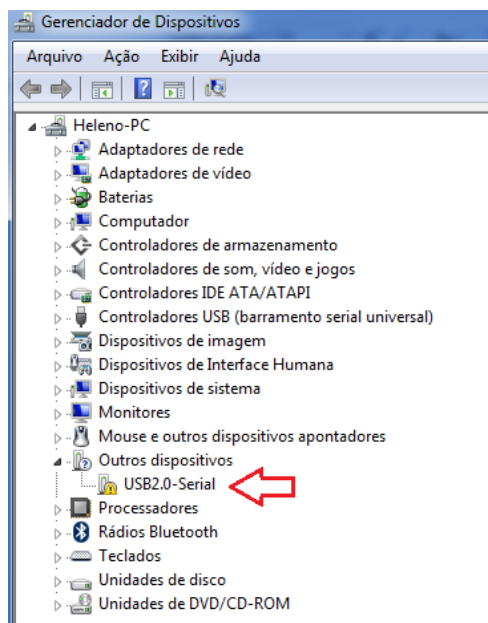 Gerenciador de Dispositivos
Arquivo Ação Exibir Ajuda
Heleno-PC
Adaptadores de rede
Adaptadores de vídeo
Baterias
Computador
Controladores de armazenamento
Controladores de som, vídeo e jogos
Controladores IDE ATA/ATAPI
Controladores USB (barramento serial universal)
Dispositivos de imagem
Dispositivos de Interface Humana
Dispositivos de sistema
Monitores
Mouse e outros dispositivos apontadores
Outros dispositivos
USB2.0-Serial
Processadores
Rádios Bluetooth
Teclados
Unidades de disco
Unidades de DVD/CD-ROM